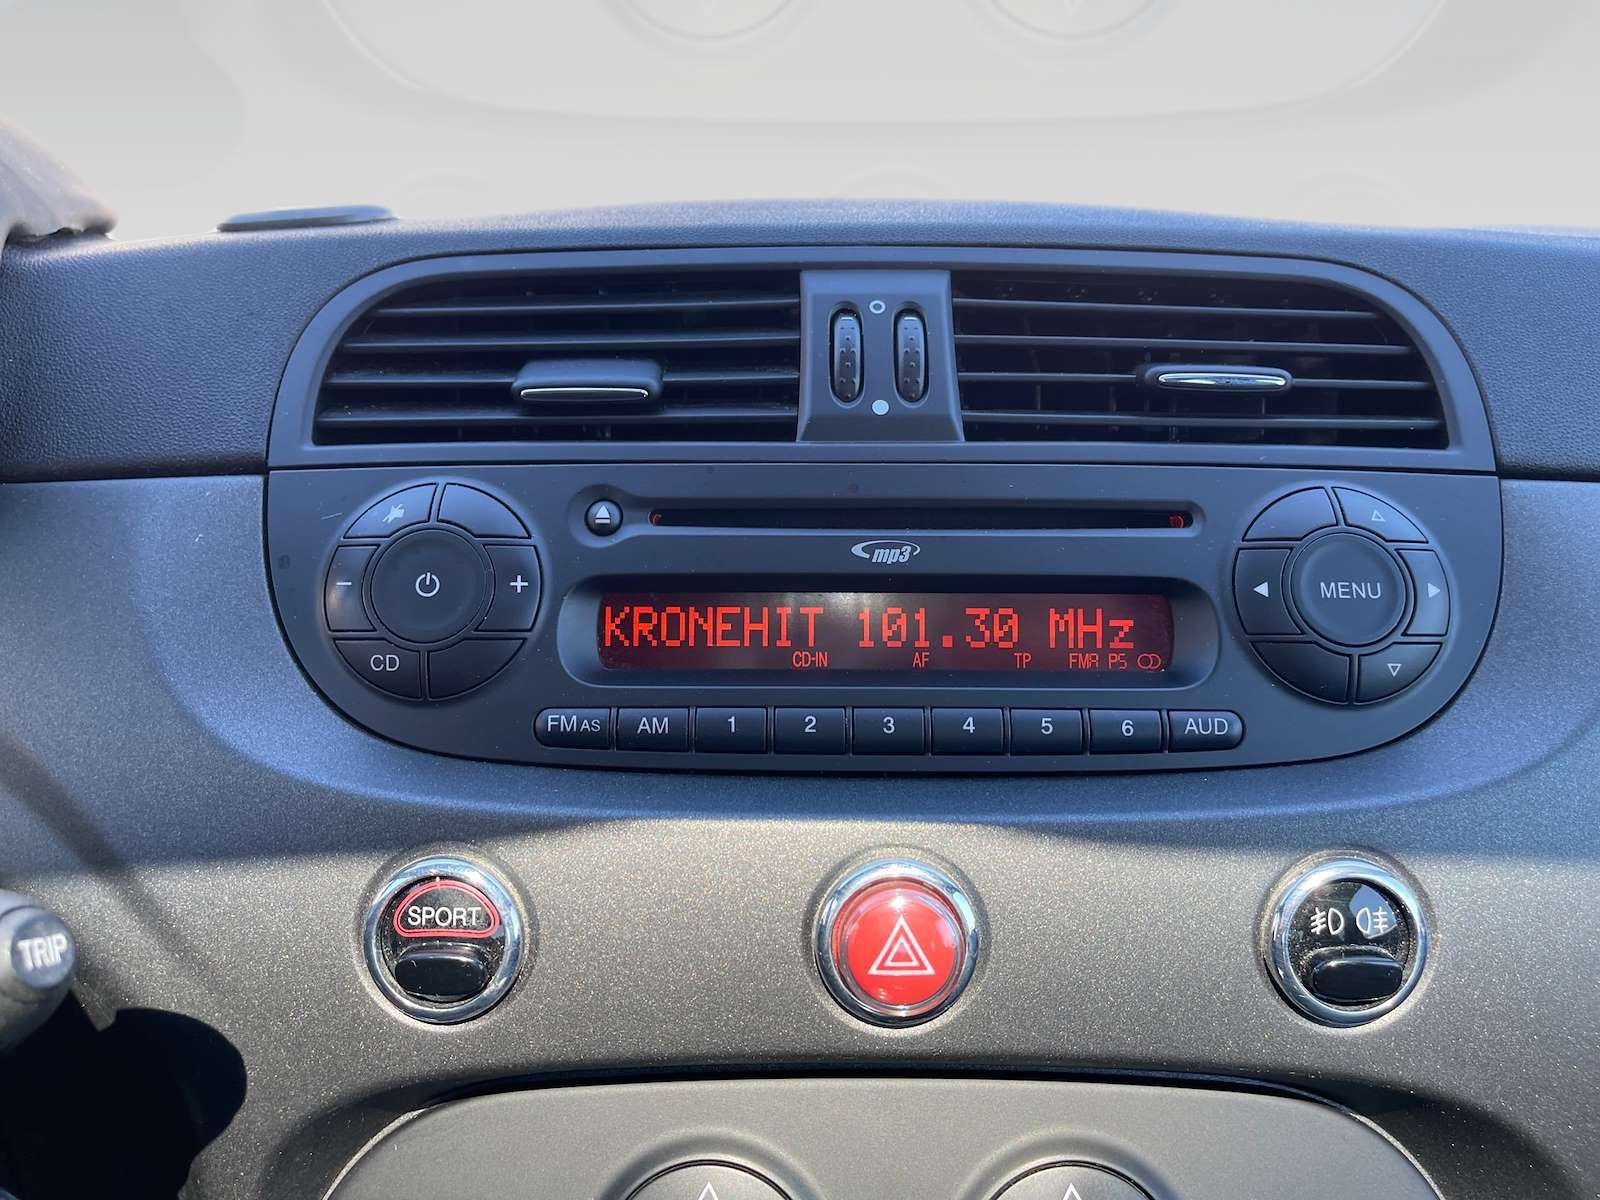 mp3
CD
MENU
KRONEHIT 101.30 MHz
CD-IN AF TP FMA PS
FM AS AM 1 2 3 4 5 6 AUD
SPORT
TRIP